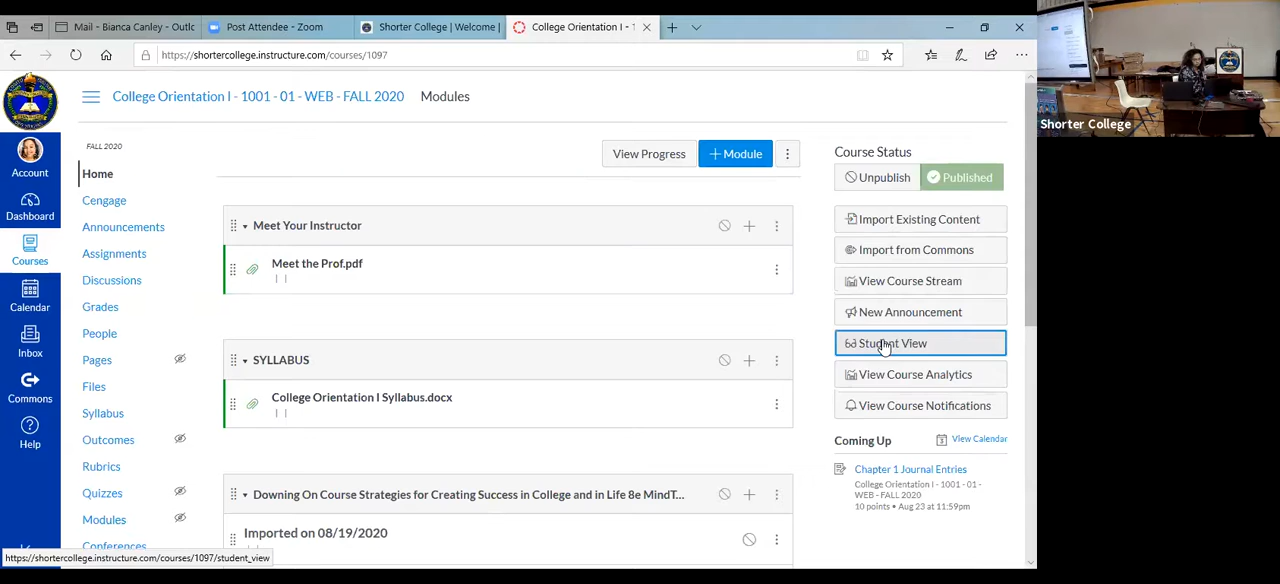 Mail - Bianca Canley - Outlc
Post Attendee - Zoom
Shorter College | Welcome |
College Orientation I - 1
https://shortercollege.instructure.com/courses/1097
College Orientation I - 1001 - 01 - WEB - FALL 2020
Modules
Shorter College
Account
Dashboard
Courses
Calendar
Inbox
Commons
Help
FALL 2020
Home
Cengage
Announcements
Assignments
Discussions
Grades
People
Pages
Files
Syllabus
Outcomes
Rubrics
Quizzes
Modules
Conferences
View Progress
+ Module
Meet Your Instructor
Meet the Prof.pdf
| |
SYLLABUS
College Orientation I Syllabus.docx
| |
Downing On Course Strategies for Creating Success in College and in Life 8e MindT...
Imported on 08/19/2020
Course Status
Unpublish
Published
Import Existing Content
Import from Commons
View Course Stream
New Announcement
Student View
View Course Analytics
View Course Notifications
Coming Up
View Calendar
Chapter 1 Journal Entries
College Orientation I - 1001 - 01 -
WEB - FALL 2020
10 points • Aug 23 at 11:59pm
https://shortercollege.instructure.com/courses/1097/student_view